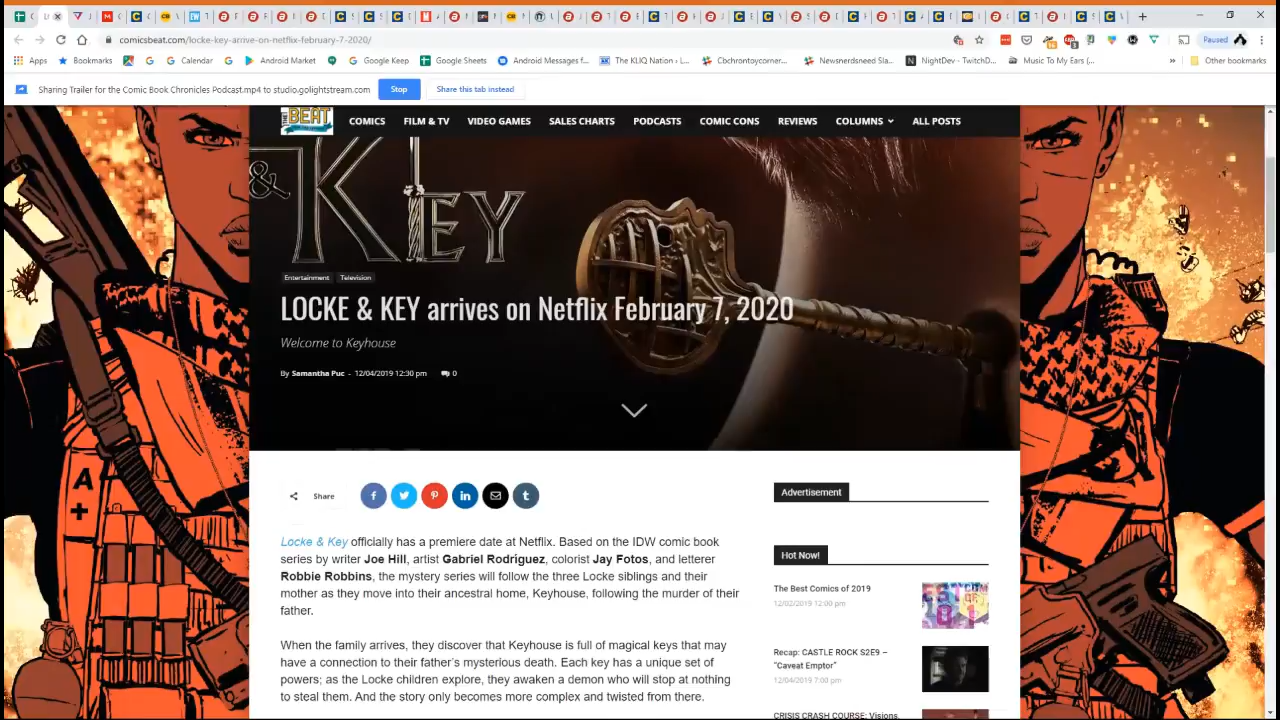 comicsbeat.com/locke-key-arrive-on-netflix-february-7-2020/
Paused
Apps Bookmarks G G Calendar Android Market G Google Keep Google Sheets Android Messages f... The KLIQ Nation › L... Cbchrontoycorner... Newsnerdsneed Sla... NightDev - TwitchD... Music To My Ears (... » Other bookmarks
Sharing Trailer for the Comic Book Chronicles Podcast.mp4 to studio.golightstream.com Stop Share this tab instead
THE BEAT COMICS FILM & TV VIDEO GAMES SALES CHARTS PODCASTS COMIC CONS REVIEWS COLUMNS ALL POSTS
& KEY
Entertainment Television
LOCKE & KEY arrives on Netflix February 7, 2020
Welcome to Keyhouse
By Samantha Puc - 12/04/2019 12:30 pm 0
Share
Advertisement
Locke & Key officially has a premiere date at Netflix. Based on the IDW comic book
series by writer Joe Hill, artist Gabriel Rodríguez, colorist Jay Fotos, and letterer
Robbie Robbins, the mystery series will follow the three Locke siblings and their
mother as they move into their ancestral home, Keyhouse, following the murder of their
father.
When the family arrives, they discover that Keyhouse is full of magical keys that may
have a connection to their father's mysterious death. Each key has a unique set of
powers; as the Locke children explore, they awaken a demon who will stop at nothing
to steal them. And the story only becomes more complex and twisted from there.
Hot Now!
The Best Comics of 2019
12/02/2019 12:00 pm
Recap: CASTLE ROCK S2E9 –
"Caveat Emptor"
12/04/2019 7:00 pm
CRISIS CRASH COURSE: Visions,
A
+